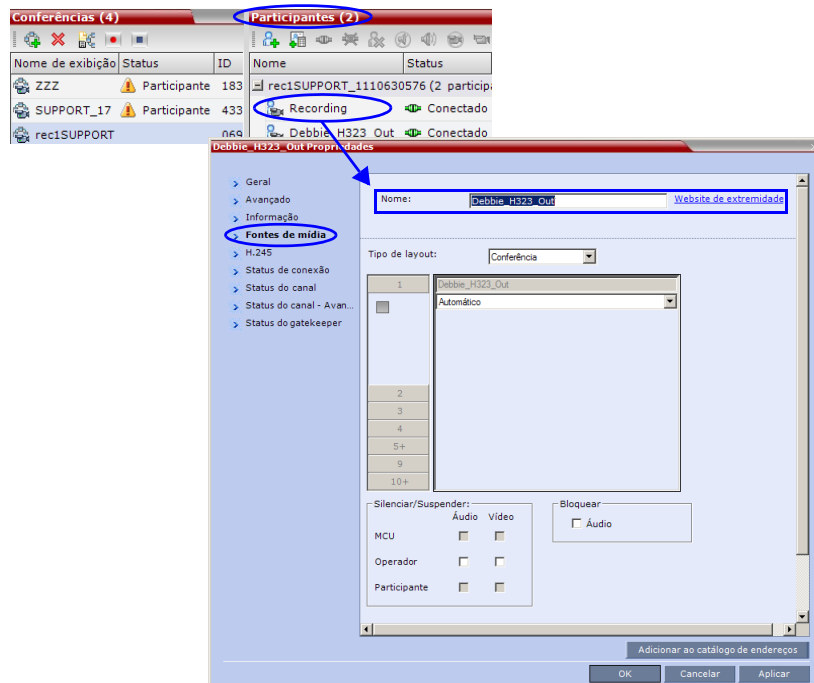 Conferências (4)
Nome de exibição Status ID
ZZZ Participante 183
SUPPORT_17 Participante 433
rec1SUPPORT 069
Participantes (2)
Nome Status
rec1SUPPORT_1110630576 (2 particip
Recording Conectado
Debbie_H323_Out Conectado
Debbie_H323_Out Propriedades
Geral
Avançado
Informação
Fontes de mídia
H.245
Status de conexão
Status do canal
Status do canal - Avan...
Status do gatekeeper
Nome: Debbie_H323_Out Website de extremidade
Tipo de layout: Conferência
1 Debbie_H323_Out
Automático
2
3
4
5+
9
10+
Silenciar/Suspender:
Áudio Vídeo
MCU
Operador
Participante
Bloquear
Áudio
Adicionar ao catálogo de endereços
OK Cancelar Aplicar